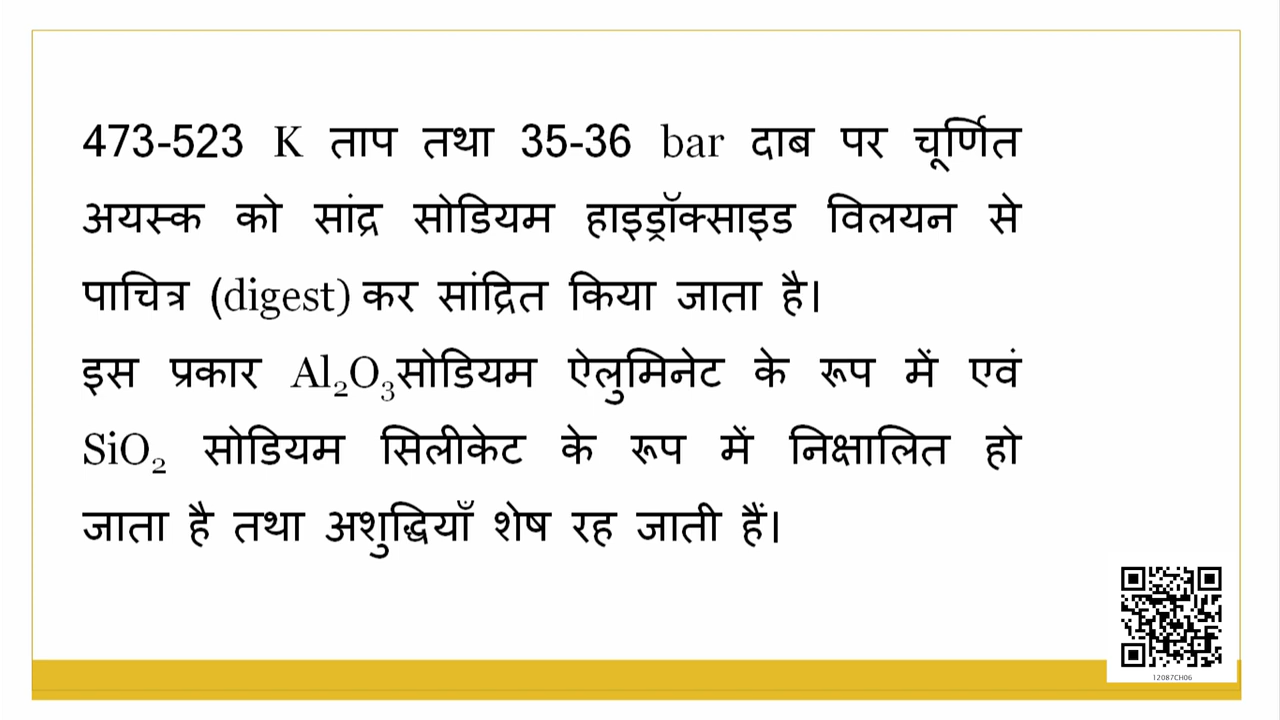 473-523 K ताप तथा 35-36 bar दाब पर चूर्णित
अयस्क को सांद्र सोडियम हाइड्रॉक्साइड विलयन से
पाचित्र (digest) कर सांद्रित किया जाता है।
इस प्रकार Al₂O₃सोडियम ऐलुमिनेट के रूप में एवं
SiO₂ सोडियम सिलीकेट के रूप में निक्षालित हो
जाता है तथा अशुद्धियाँ शेष रह जाती हैं।
12087CH06